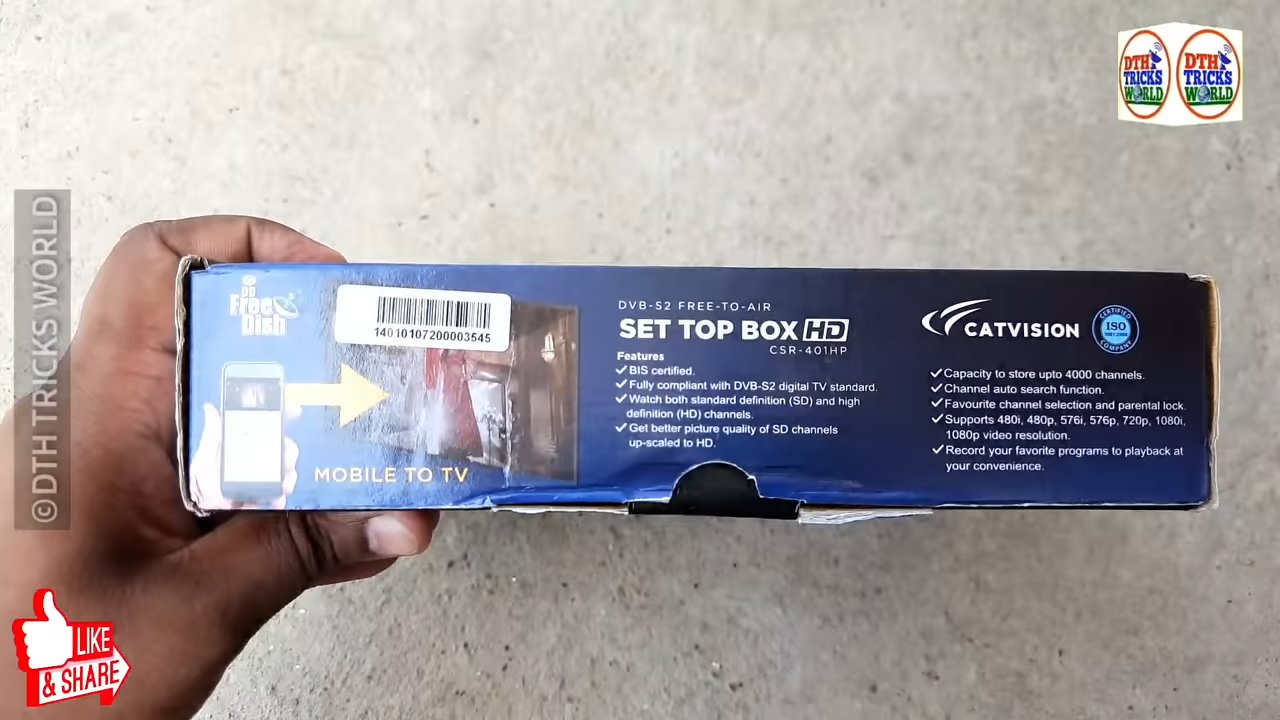 DTH
TRICKS
WORLD
DTH
TRICKS
WORLD
©DTH TRICKS WORLD
DD
Free
Dish
14010107200003545
MOBILE TO TV
DVB-S2 FREE-TO-AIR
SET TOP BOX HD
CSR-401HP
Features
BIS certified.
Fully compliant with DVB-S2 digital TV standard.
Watch both standard definition (SD) and high
definition (HD) channels.
Get better picture quality of SD channels
up-scaled to HD.
CATVISION
CERTIFIED
ISO
COMPANY
Capacity to store upto 4000 channels.
Channel auto search function.
Favourite channel selection and parental lock.
Supports 480i, 480p, 576i, 576p, 720p, 1080i,
1080p video resolution.
Record your favorite programs to playback at
your convenience.
LIKE
& SHARE